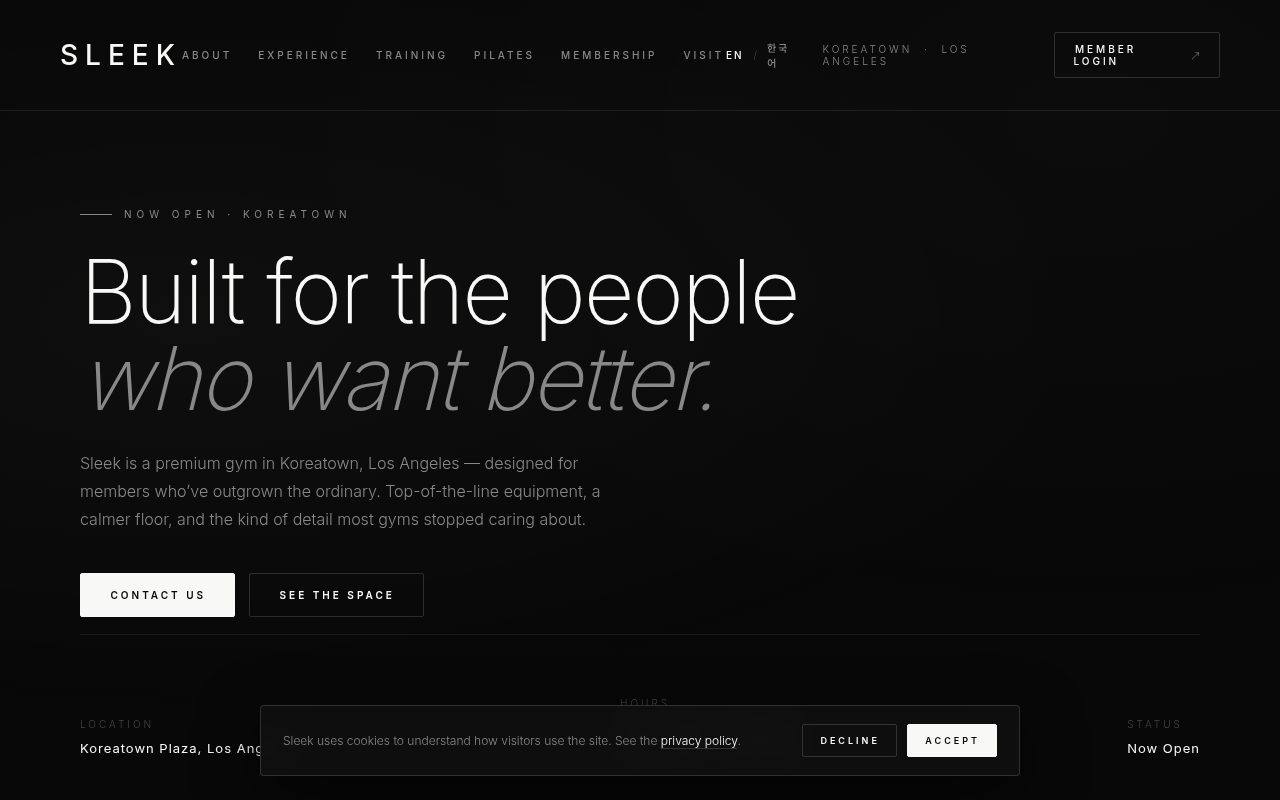 SLEEK
ABOUT EXPERIENCE TRAINING PILATES MEMBERSHIP VISIT
EN / 한국어
KOREATOWN · LOS ANGELES
MEMBER LOGIN ↗
NOW OPEN · KOREATOWN
Built for the people
who want better.
Sleek is a premium gym in Koreatown, Los Angeles — designed for
members who’ve outgrown the ordinary. Top-of-the-line equipment, a
calmer floor, and the kind of detail most gyms stopped caring about.
CONTACT US
SEE THE SPACE
LOCATION
Koreatown Plaza, Los
HOURS
STATUS
Now Open
Sleek uses cookies to understand how visitors use the site. See the privacy policy.
DECLINE
ACCEPT